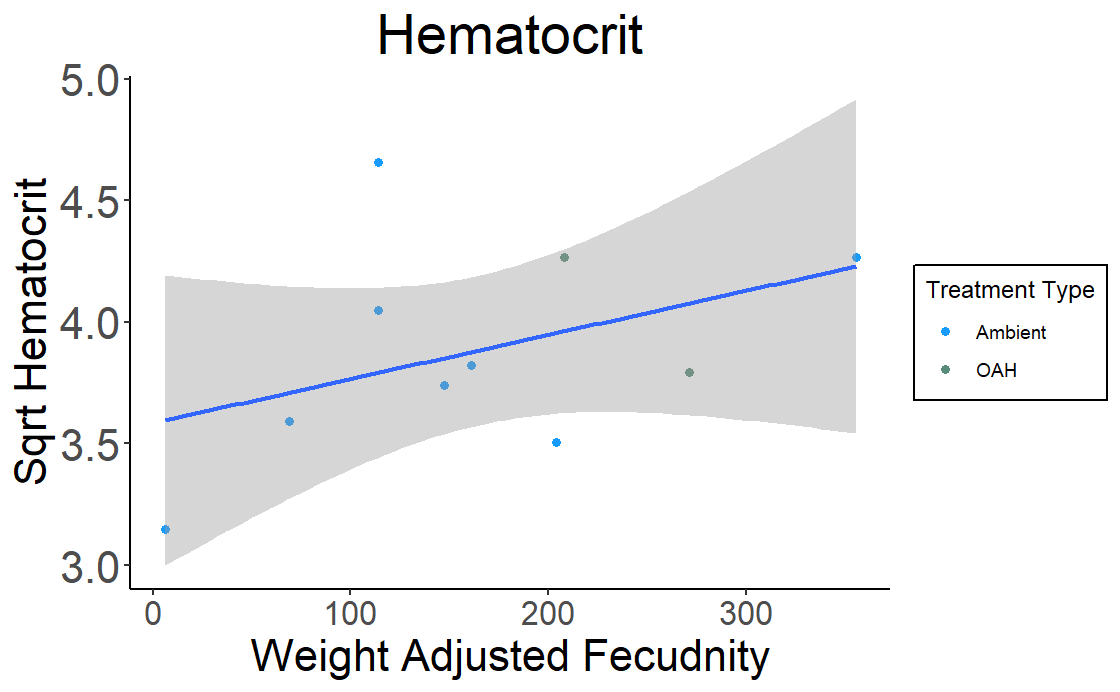 Hematocrit
5.0
4.5
4.0
3.5
3.0
Sqrt Hematocrit
0 100 200 300
Weight Adjusted Fecudnity
Treatment Type
Ambient
OAH